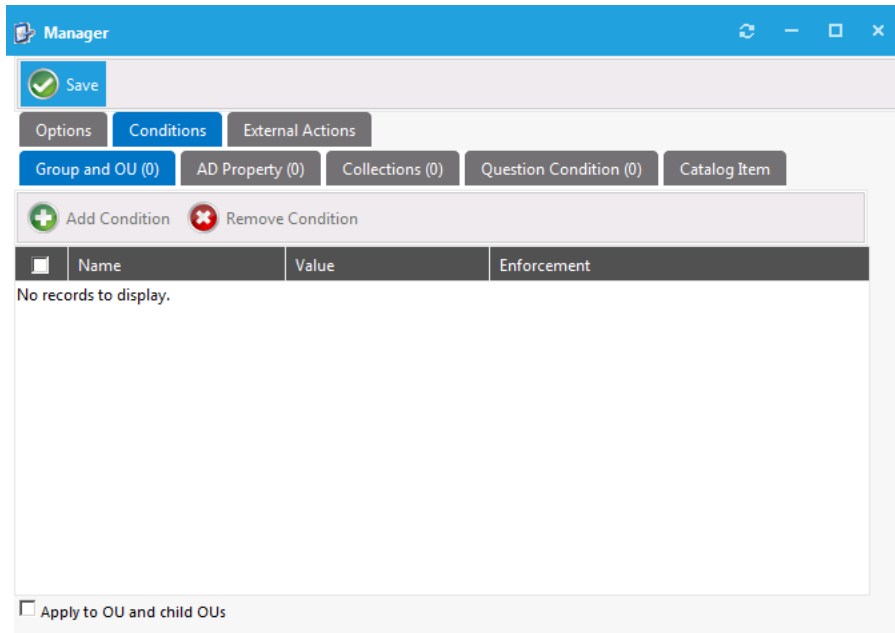 Manager
Save
Options Conditions External Actions
Group and OU (0) AD Property (0) Collections (0) Question Condition (0) Catalog Item
Add Condition Remove Condition
Name Value Enforcement
No records to display.
Apply to OU and child OUs